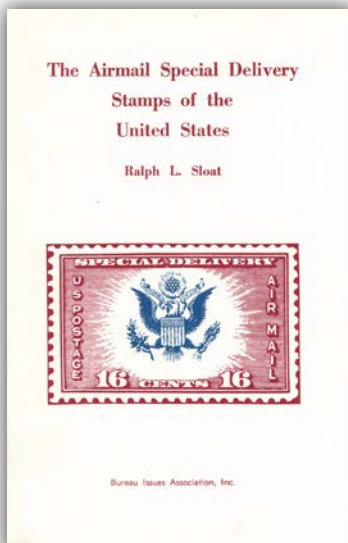 The Airmail Special Delivery
Stamps of the
United States
Ralph L. Sloat
SPECIAL DELIVERY
US POSTAGE
AIR MAIL
16 CENTS 16
Bureau Issues Association, Inc.